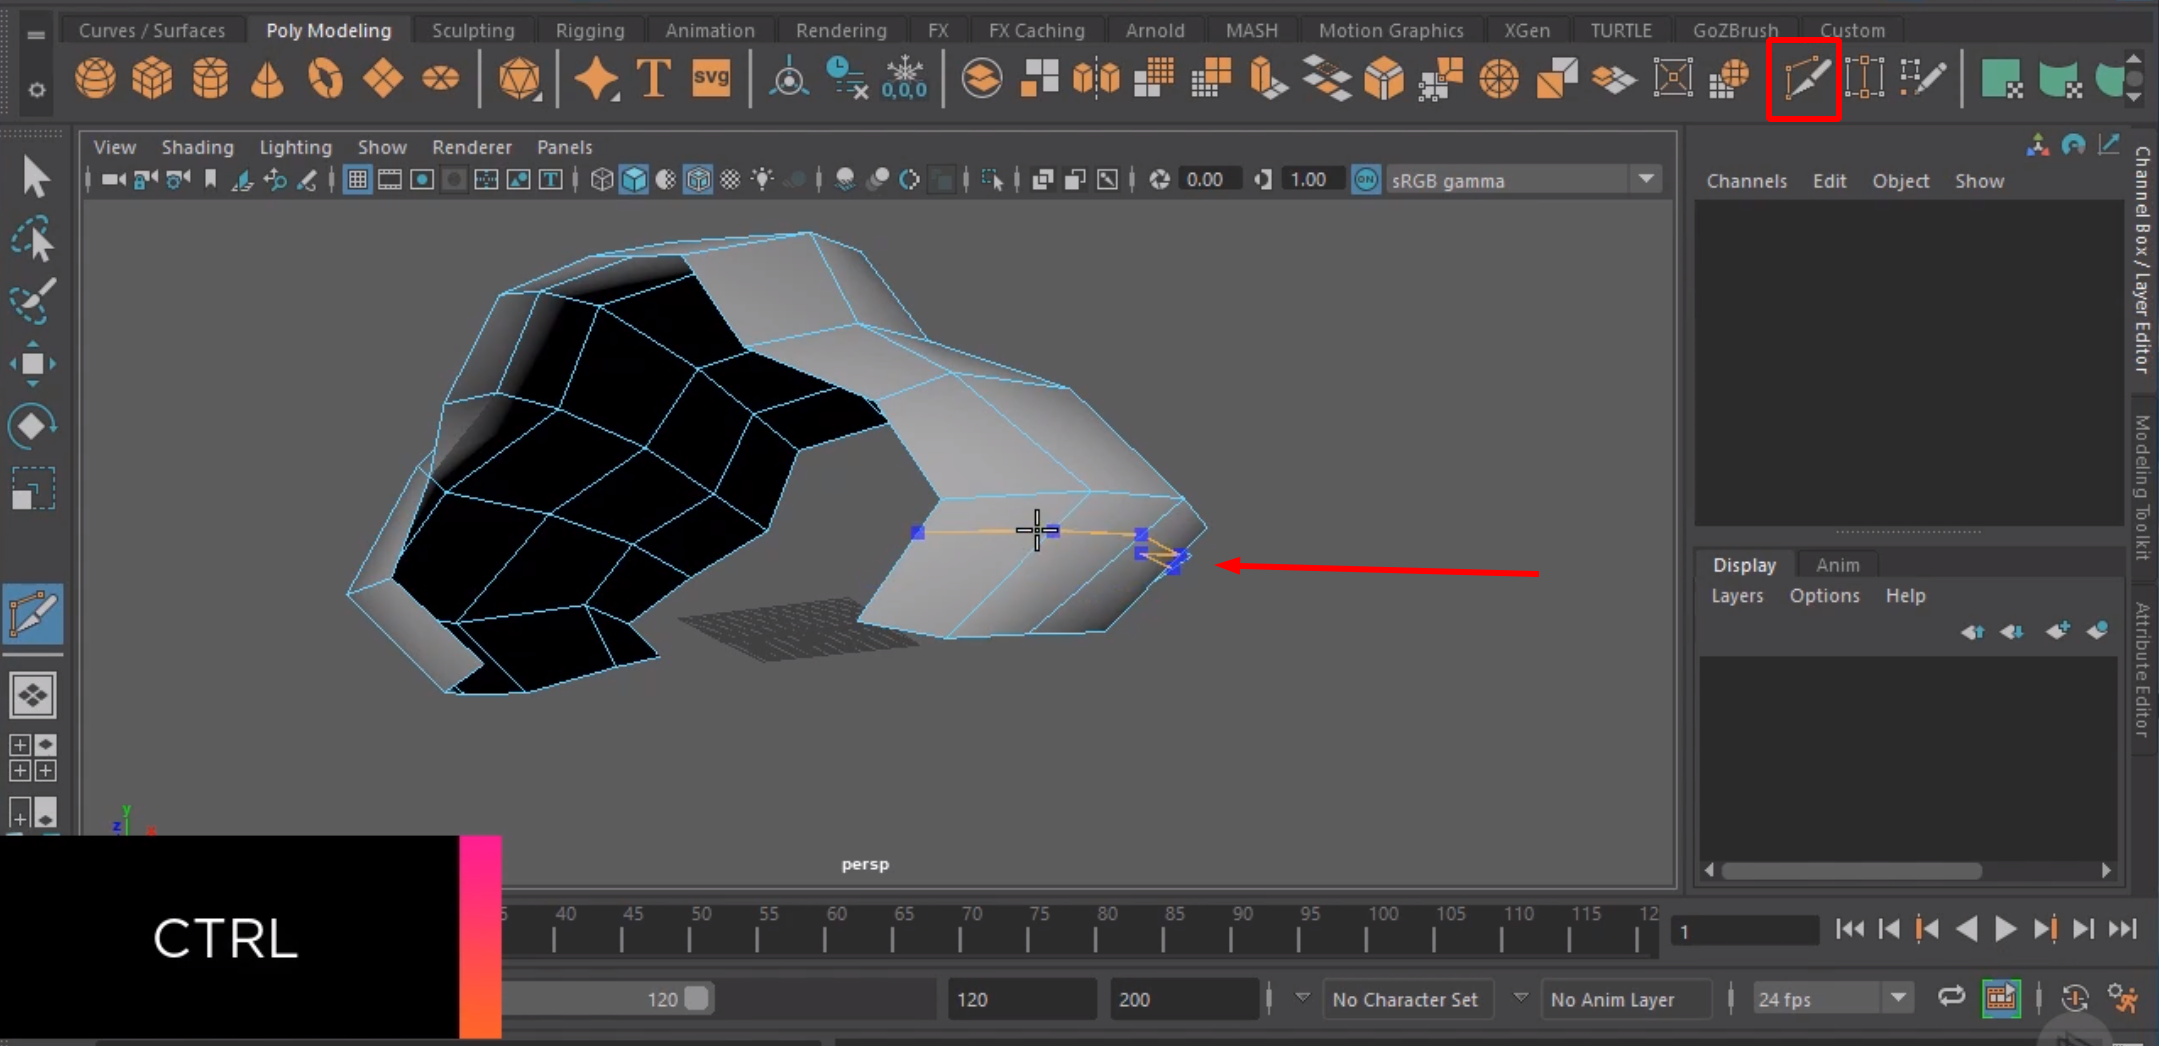 Curves / Surfaces Poly Modeling Sculpting Rigging Animation Rendering FX FX Caching Arnold MASH Motion Graphics XGen TURTLE GoZBrush Custom
T svg 0,0,0
View Shading Lighting Show Renderer Panels
T 0.00 1.00 ON sRGB gamma
Channels Edit Object Show
Channel Box / Layer Editor
Modeling Toolkit
Attribute Editor
Display Anim
Layers Options Help
y
z x
persp
CTRL
5 40 45 50 55 60 65 70 75 80 85 90 95 100 105 110 115 12
1
120 120 200 No Character Set No Anim Layer 24 fps